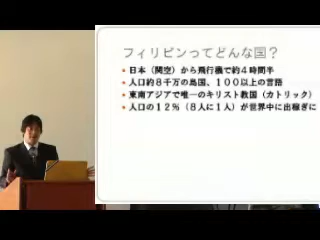 フィリピンってどんな国？
日本（関空）から飛行機で約４時間半
人口約８千万の島国、１００以上の言語
東南アジアで唯一のキリスト教国（カトリック）
人口の１２％（８人に１人）が世界中に出稼ぎに